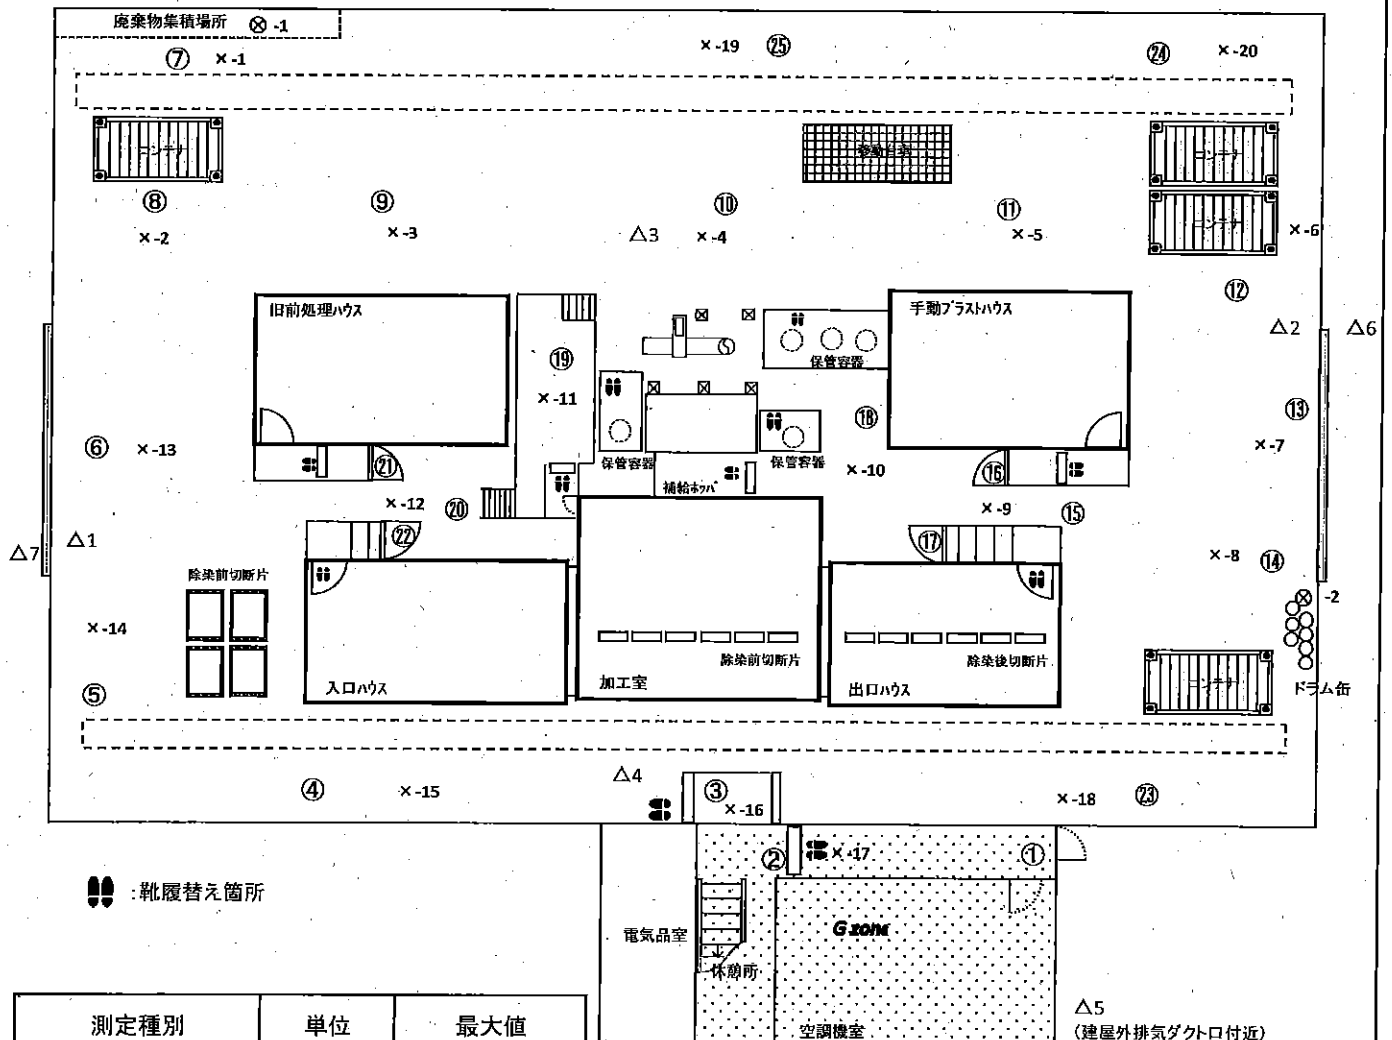 廃棄物集積場所 ⊗ -1
⑦ × -1
× -19 ㉕
㉔ × -20
コンテナ
コンテナ
コンテナ
⑧
× -2
⑨
× -3
△3
⑩
× -4
⑪
× -5
× -6
⑫
旧前処理ハウス
手動ブラストハウス
△2 △6
保管容器
⑲
× -11
⑱
⑬
× -7
⑥ × -13
㉑
保管容器
保管容器
補給ホッパ
× -10
⑯
× -12 ⑳
㉒
× -9 ⑮
⑰
△7 △1
× -8 ⑭
⊗ -2
除染前切断片
× -14
⑤
入口ハウス
加工室
除染前切断片
出口ハウス
除染後切断片
コンテナ
ドラム缶
④ × -15
△4
③
× -16
× -18 ㉓
② × -17 ①
:靴履替え箇所
電気品室
G zone
休憩所
空調機室
△5
(建屋外排気ダクト口付近)
測定種別 単位 最大値